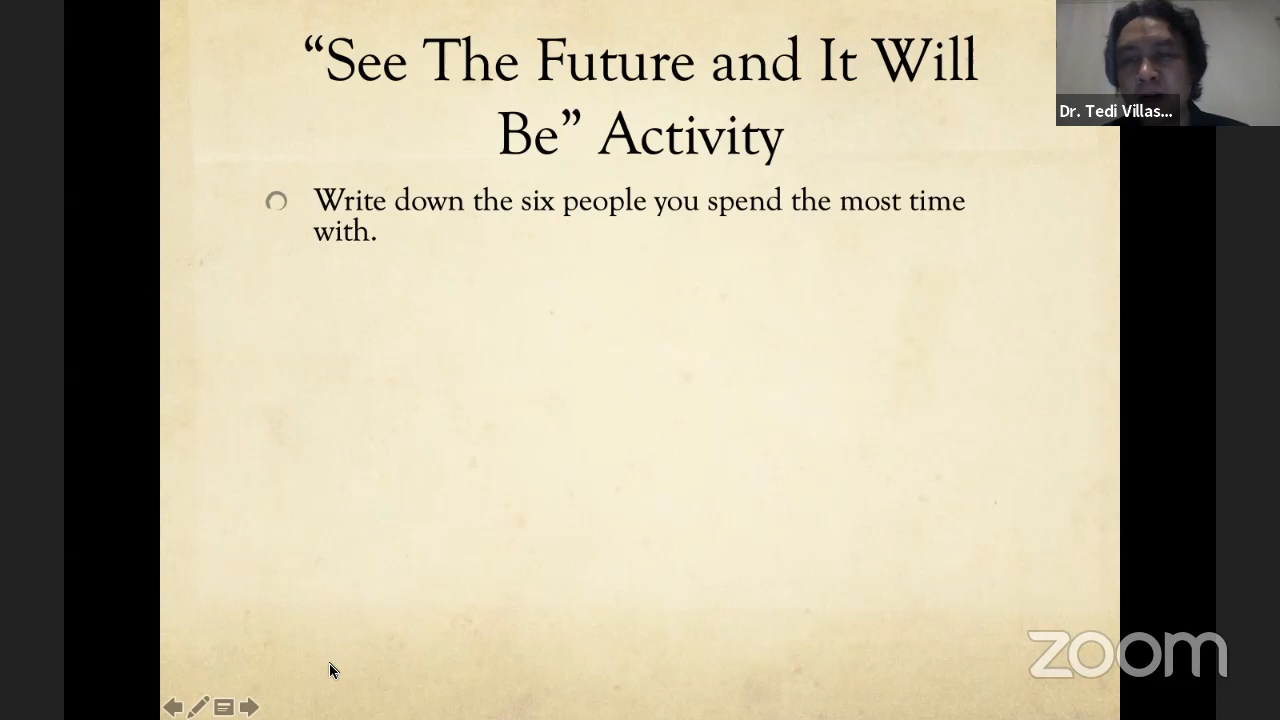 “See The Future and It Will
Be” Activity
Write down the six people you spend the most time
with.
Dr. Tedi Villas...
zoom